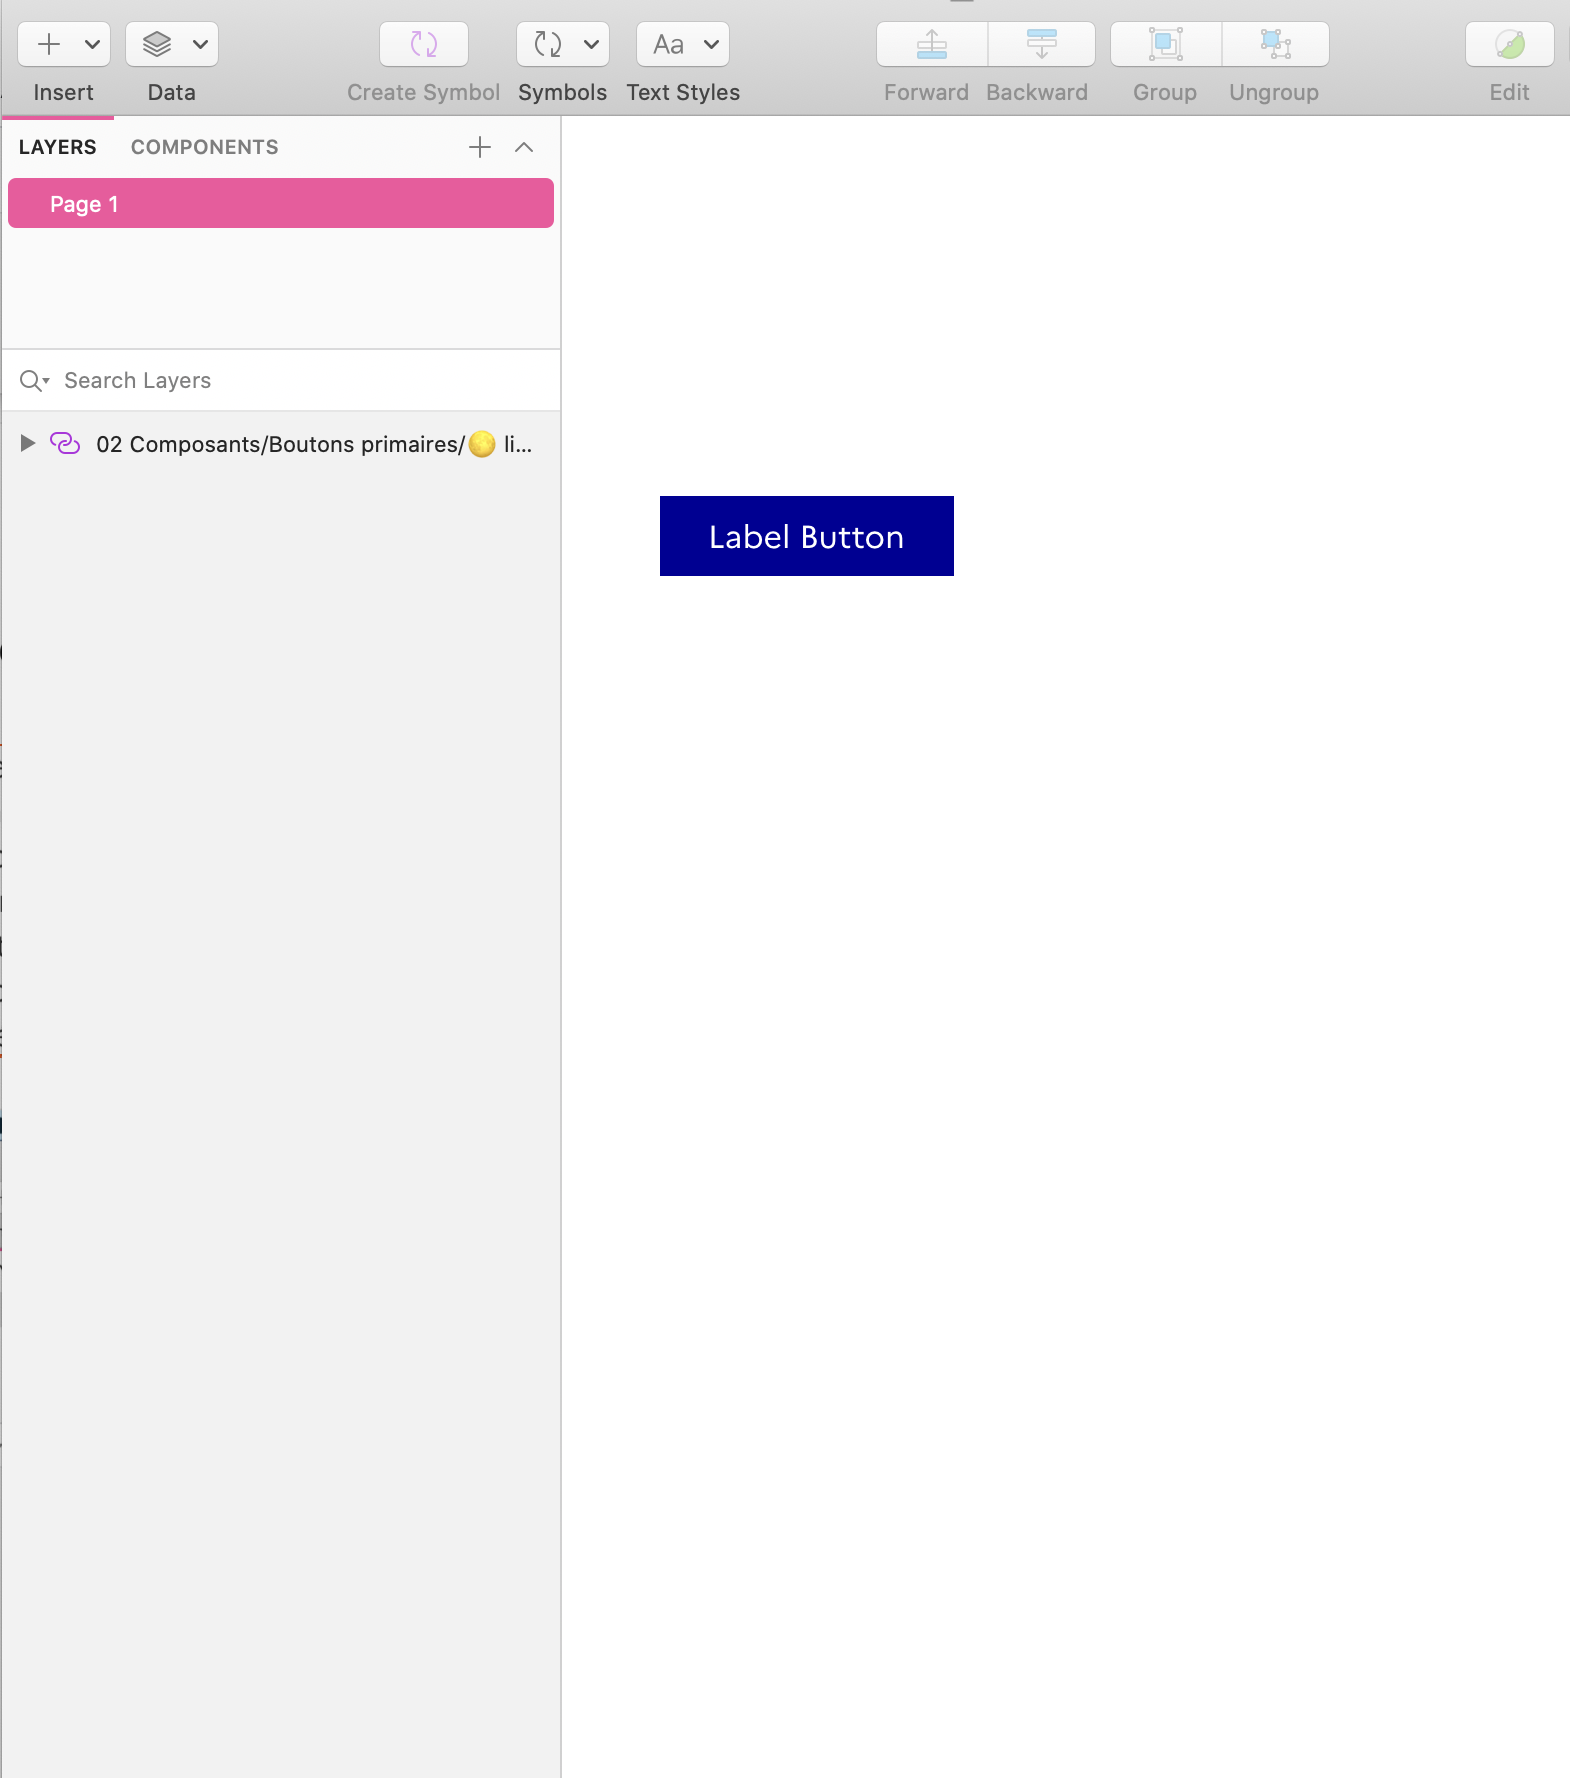 Insert Data Create Symbol Symbols Aa Text Styles Forward Backward Group Ungroup Edit
LAYERS COMPONENTS
Page 1
Search Layers
02 Composants/Boutons primaires/🌕 li...
Label Button